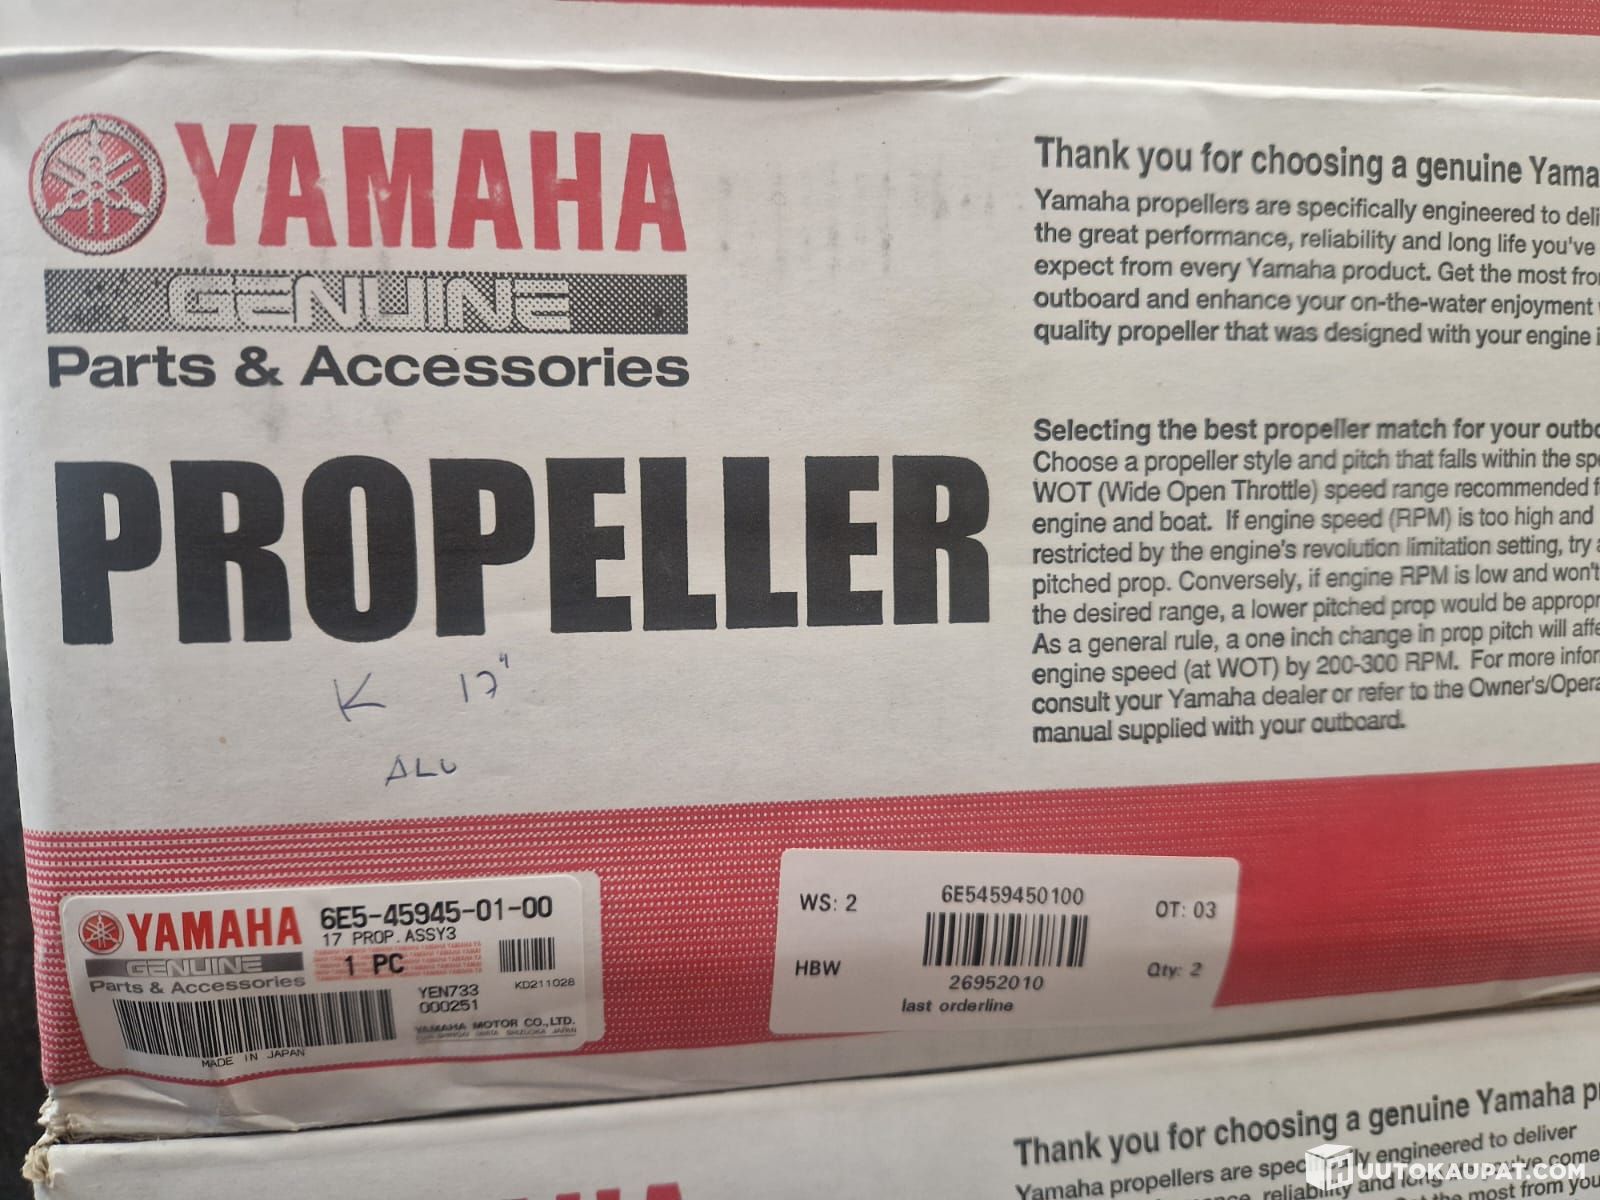 YAMAHA
GENUINE
Parts & Accessories
PROPELLER
K 17"
ALU
Thank you for choosing a genuine Yama
Yamaha propellers are specifically engineered to deli
the great performance, reliability and long life you've
expect from every Yamaha product. Get the most fro
outboard and enhance your on-the-water enjoyment
quality propeller that was designed with your engine i
Selecting the best propeller match for your outbo
Choose a propeller style and pitch that falls within the spe
WOT (Wide Open Throttle) speed range recommended f
engine and boat. If engine speed (RPM) is too high and
restricted by the engine's revolution limitation setting, try a
pitched prop. Conversely, if engine RPM is low and won't
the desired range, a lower pitched prop would be appropr
As a general rule, a one inch change in prop pitch will affe
engine speed (at WOT) by 200-300 RPM. For more infor
consult your Yamaha dealer or refer to the Owner's/Opera
manual supplied with your outboard.
YAMAHA
GENUINE
Parts & Accessories
6E5-45945-01-00
17 PROP.ASSY3
1 PC
KD211028
YEN733
000251
YAMAHA MOTOR CO.,LTD.
MADE IN JAPAN
WS: 2
6E5459450100
OT: 03
HBW
26952010
Qty: 2
last orderline
Thank you for choosing a genuine Yamaha p
Yamaha propellers are engineered to deliver
HUUTOKAUPAT.COM